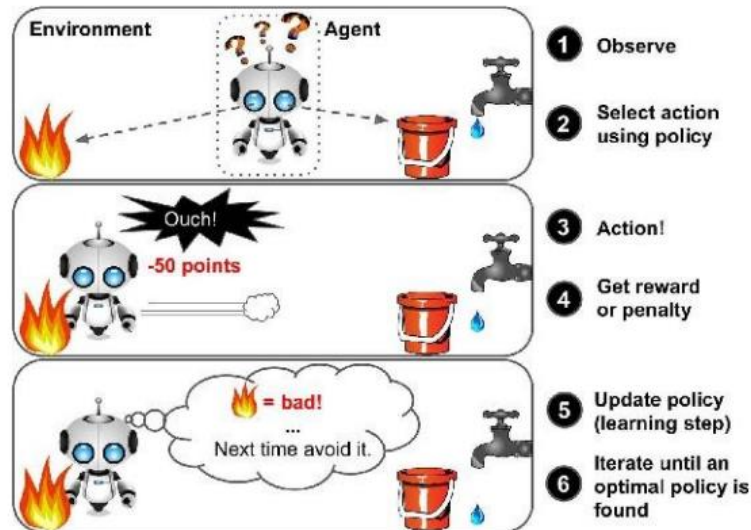 Environment
Agent
? ? ?
1 Observe
2 Select action
using policy
Ouch!
-50 points
3 Action!
4 Get reward
or penalty
= bad!
...
Next time avoid it.
5 Update policy
(learning step)
6 Iterate until an
optimal policy is
found